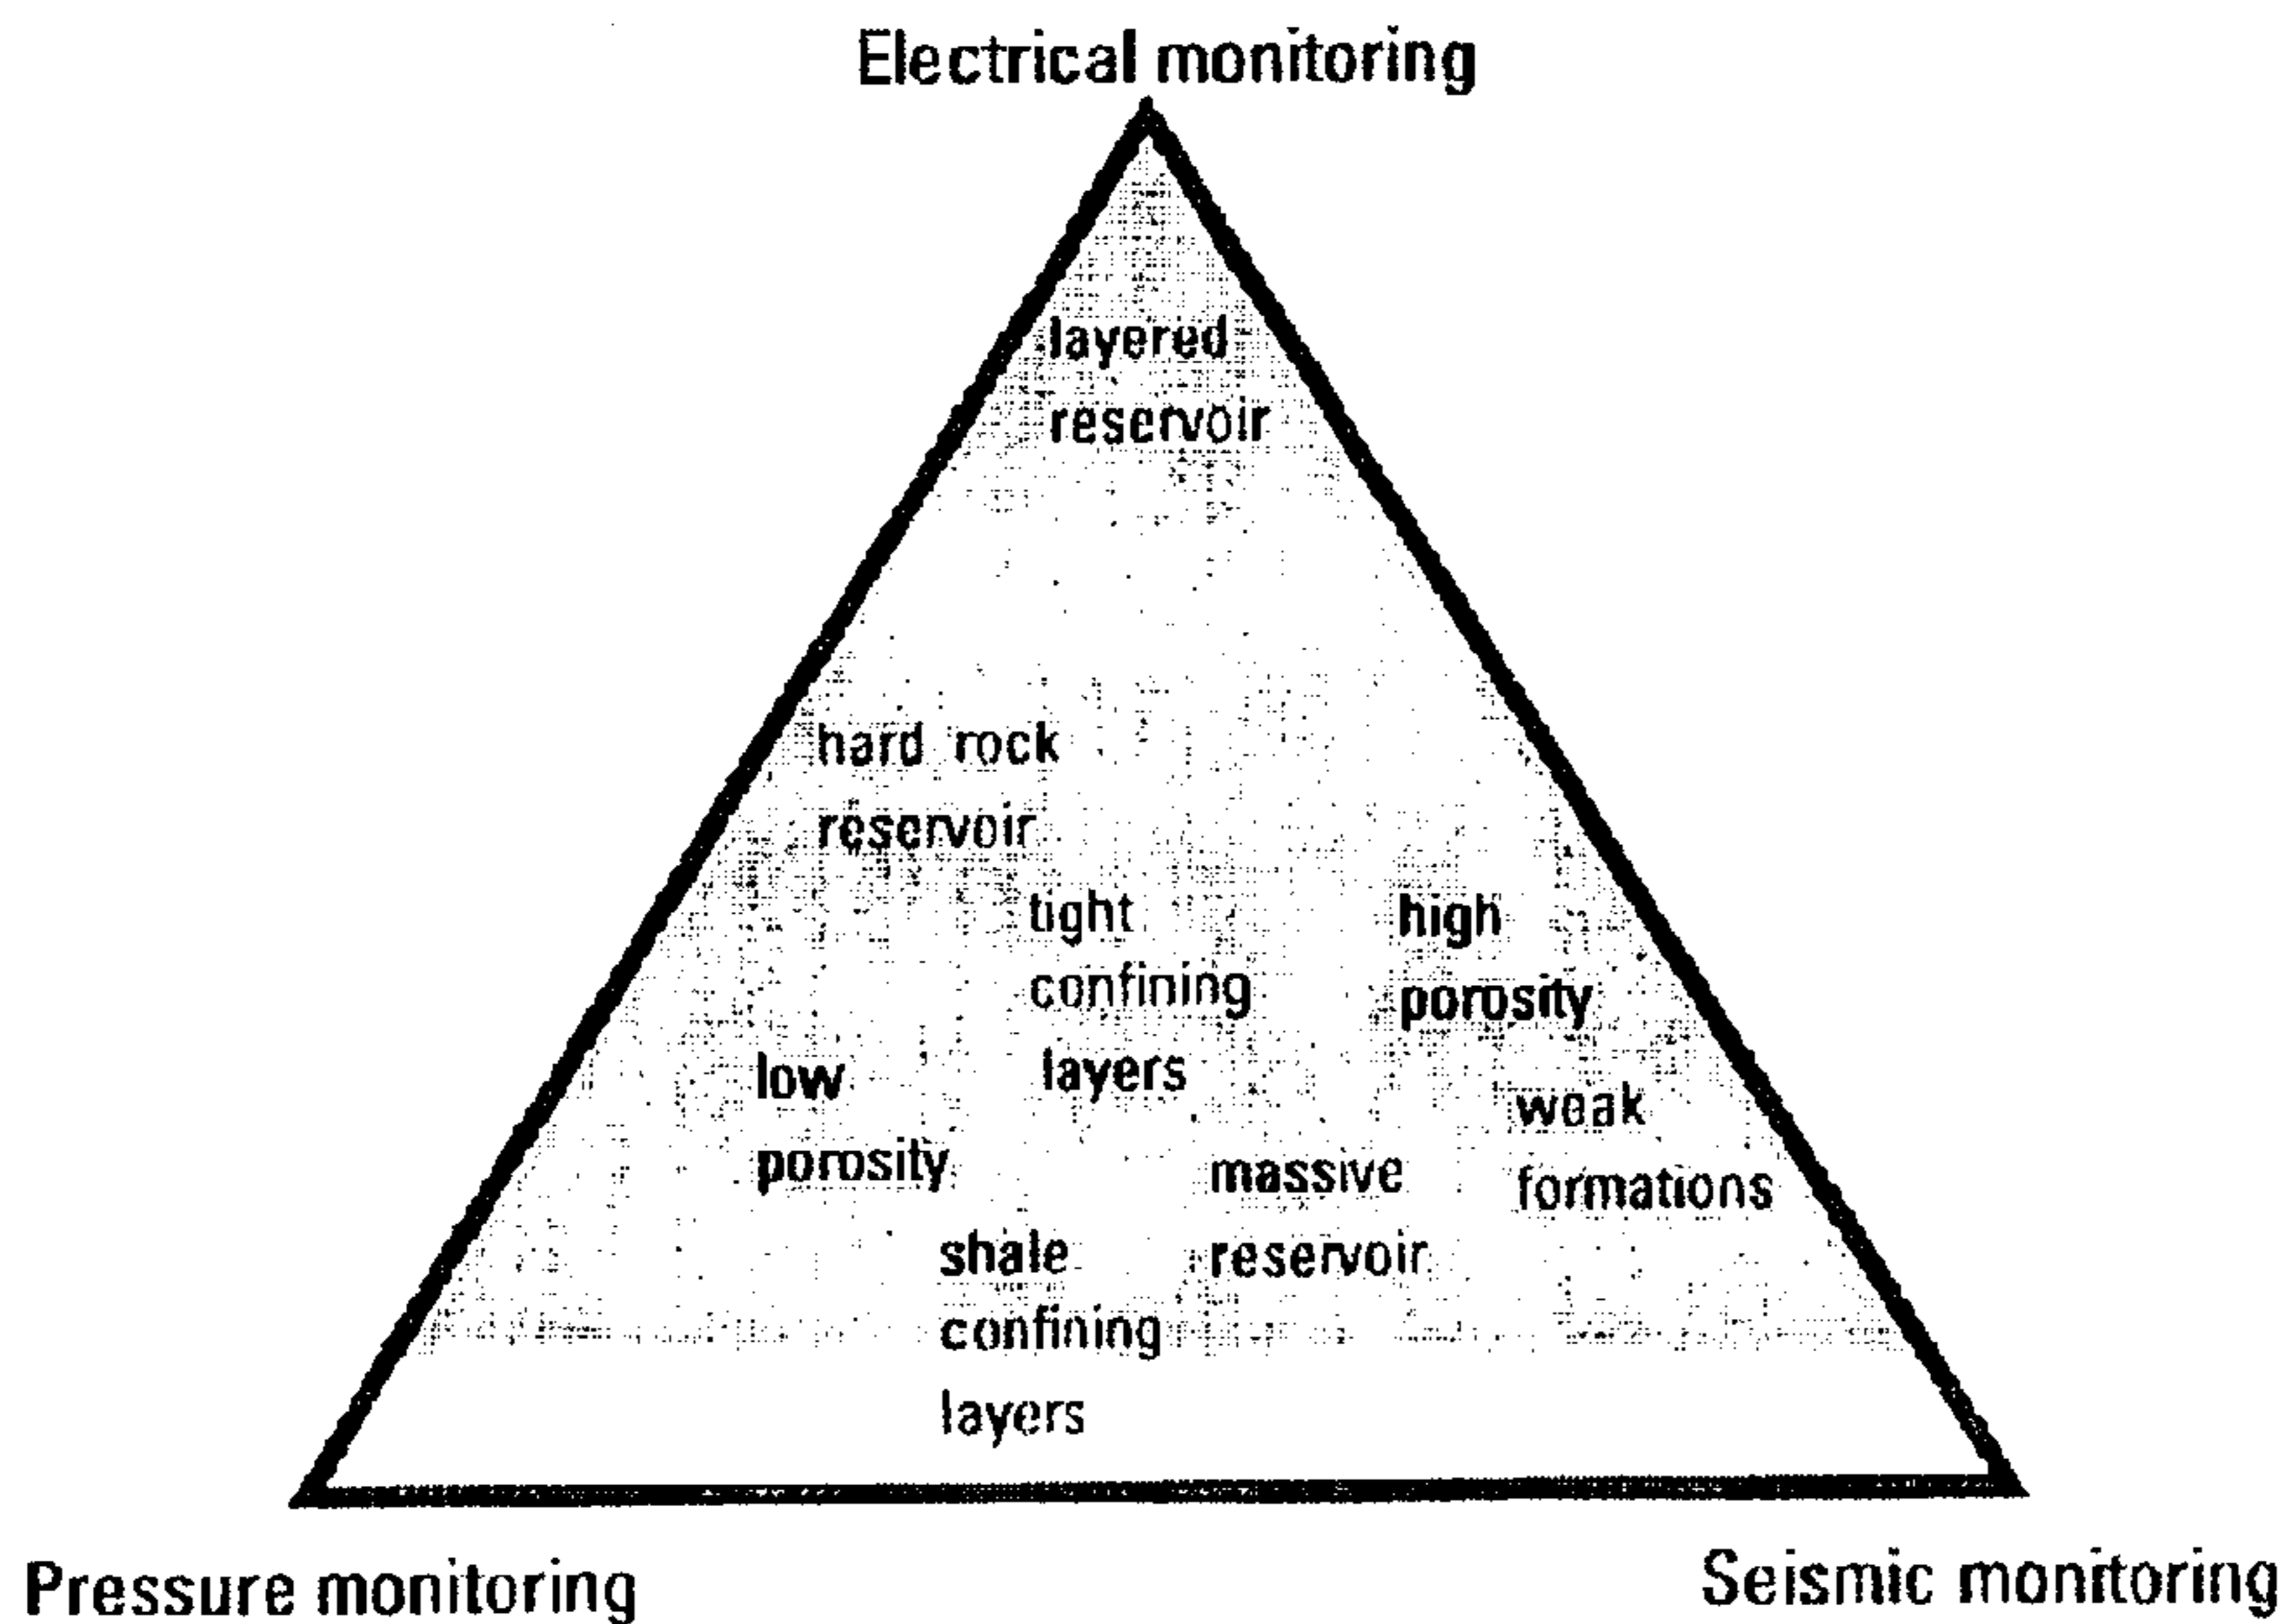 Electrical monitoring
layered
reservoir
hard rock
reservoir
tight
confining
layers
high
porosity
low
porosity
weak
formations
massive
reservoir
shale
confining
layers
Pressure monitoring
Seismic monitoring